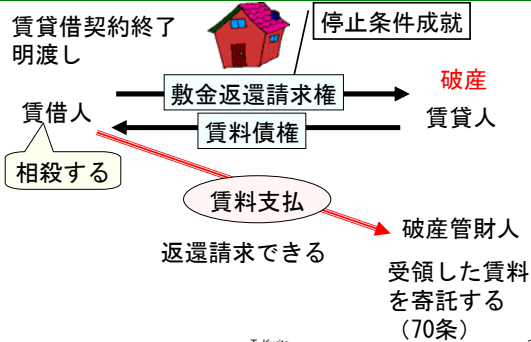 賃貸借契約終了
明渡し
停止条件成就
敷金返還請求権
破産
賃借人
賃貸人
賃料債権
相殺する
賃料支払
破産管財人
返還請求できる
受領した賃料
を寄託する
（70条）